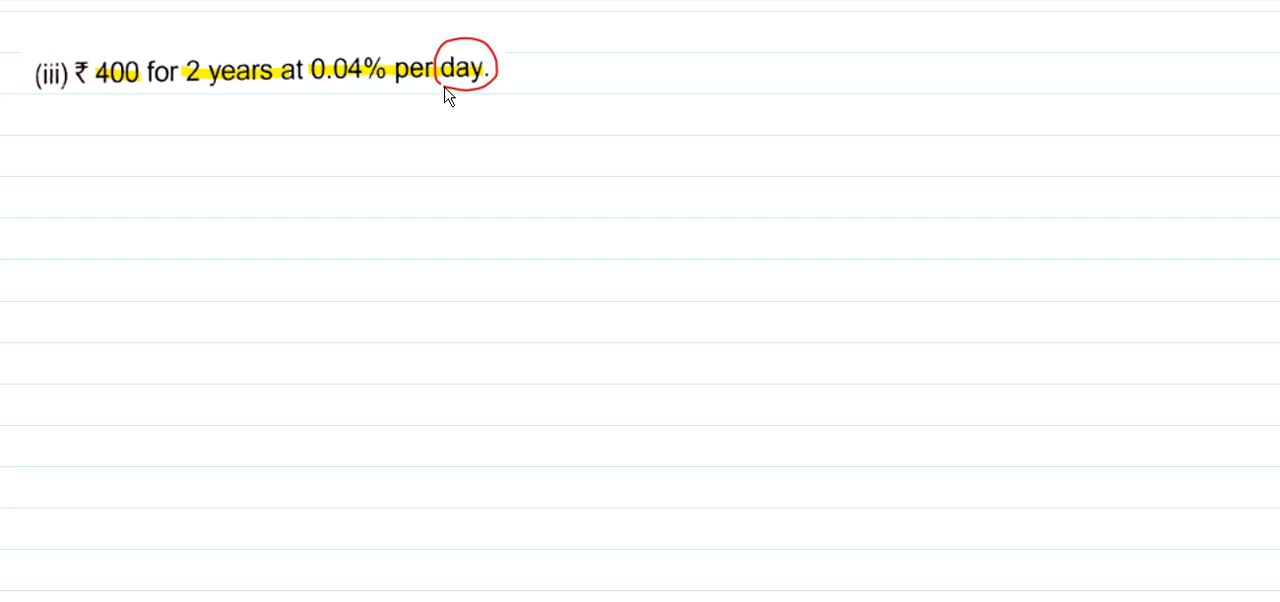 (iii) ₹ 400 for 2 years at 0.04% per day.